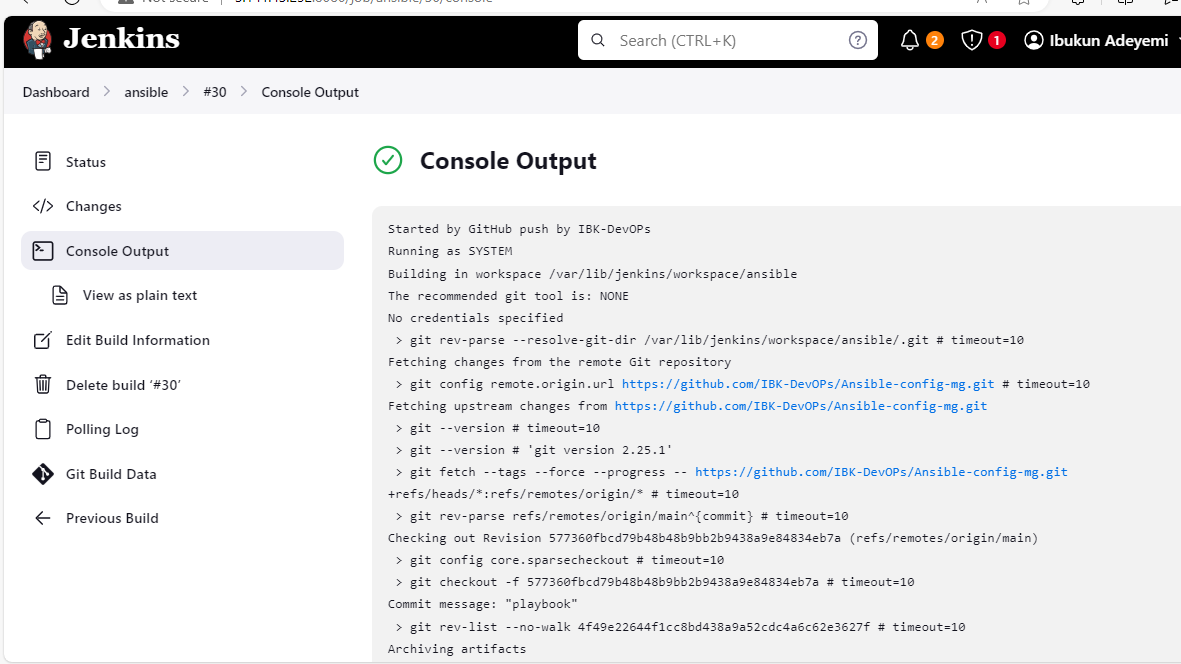 Jenkins
Search (CTRL+K)
2
1
Ibukun Adeyemi
Dashboard
ansible
#30
Console Output
Status
Changes
Console Output
View as plain text
Edit Build Information
Delete build ‘#30’
Polling Log
Git Build Data
Previous Build
Console Output
Started by GitHub push by IBK-DevOPs
Running as SYSTEM
Building in workspace /var/lib/jenkins/workspace/ansible
The recommended git tool is: NONE
No credentials specified
> git rev-parse --resolve-git-dir /var/lib/jenkins/workspace/ansible/.git # timeout=10
Fetching changes from the remote Git repository
> git config remote.origin.url https://github.com/IBK-DevOPs/Ansible-config-mg.git # timeout=10
Fetching upstream changes from https://github.com/IBK-DevOPs/Ansible-config-mg.git
> git --version # timeout=10
> git --version # 'git version 2.25.1'
> git fetch --tags --force --progress -- https://github.com/IBK-DevOPs/Ansible-config-mg.git
+refs/heads/*:refs/remotes/origin/* # timeout=10
> git rev-parse refs/remotes/origin/main^{commit} # timeout=10
Checking out Revision 577360fbcd79b48b48b9bb2b9438a9e84834eb7a (refs/remotes/origin/main)
> git config core.sparsecheckout # timeout=10
> git checkout -f 577360fbcd79b48b48b9bb2b9438a9e84834eb7a # timeout=10
Commit message: "playbook"
> git rev-list --no-walk 4f49e22644f1cc8bd438a9a52cdc4a6c62e3627f # timeout=10
Archiving artifacts